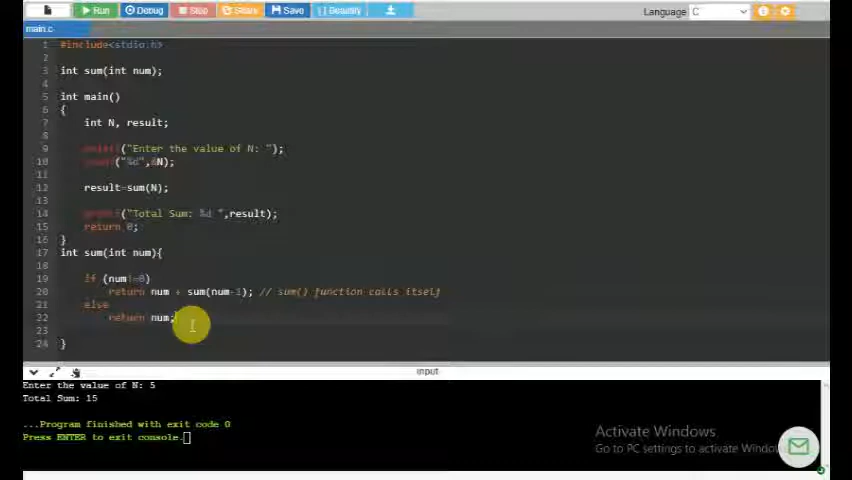 Run Debug Stop Share Save { } Beautify
Language C
main.c
1 #include<stdio.h>
2
3 int sum(int num);
4
5 int main()
6 {
7 int N, result;
8
9 printf("Enter the value of N: ");
10 scanf("%d",&N);
11
12 result=sum(N);
13
14 printf("Total Sum: %d ",result);
15 return 0;
16 }
17 int sum(int num){
18
19 if (num!=0)
20 return num + sum(num-1); // sum() function calls itself
21 else
22 return num;
23
24 }
input
Enter the value of N: 5
Total Sum: 15
...Program finished with exit code 0
Press ENTER to exit console.
Activate Windows
Go to PC settings to activate Windo